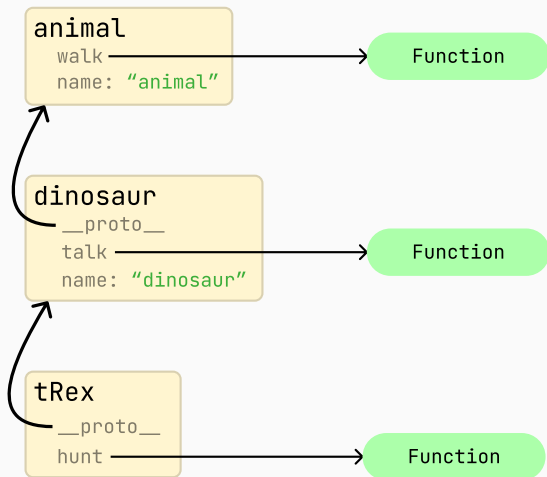 animal
walk
Function
name: “animal”
dinosaur
__proto__
talk
Function
name: “dinosaur”
tRex
__proto__
hunt
Function